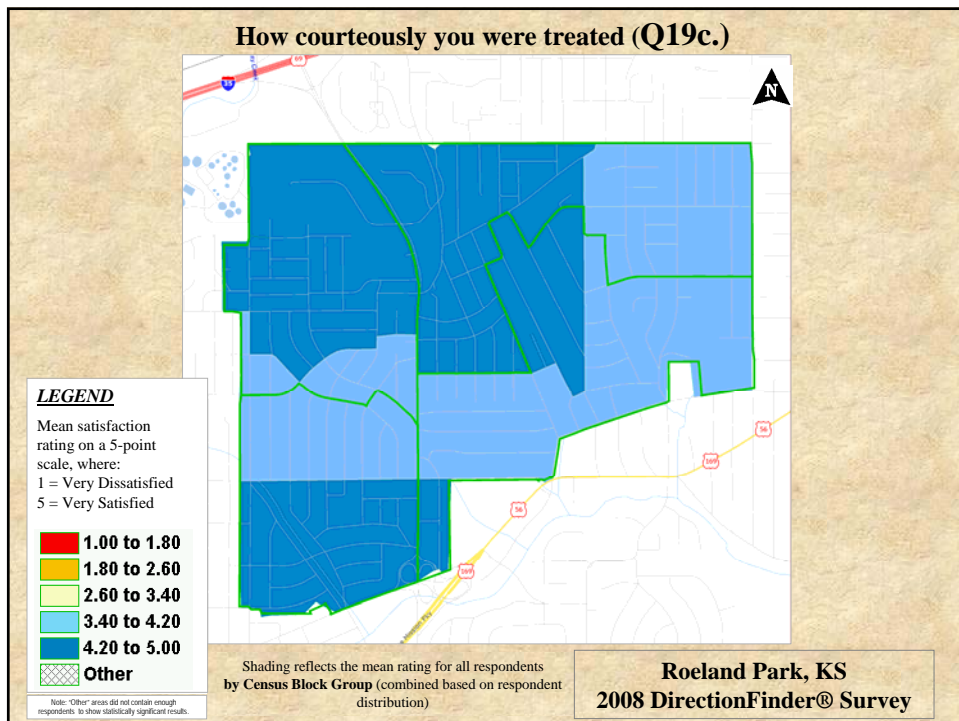 How courteously you were treated (Q19c.)
69
35
N
56
169
56
169
LEGEND
Mean satisfaction
rating on a 5-point
scale, where:
1 = Very Dissatisfied
5 = Very Satisfied
1.00 to 1.80
1.80 to 2.60
2.60 to 3.40
3.40 to 4.20
4.20 to 5.00
Other
Note: "Other" areas did not contain enough
respondents to show statistically significant results.
Shading reflects the mean rating for all respondents
by Census Block Group (combined based on respondent
distribution)
Roeland Park, KS
2008 DirectionFinder® Survey